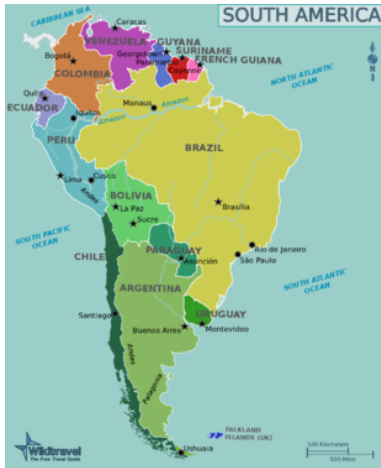 SOUTH AMERICA
CARIBBEAN SEA
Caracas
VENEZUELA
GUYANA
Georgetown
SURINAME
Paramaribo
FRENCH GUIANA
Cayenne
Bogotá
COLOMBIA
NORTH ATLANTIC
OCEAN
Quito
ECUADOR
Manaus
Amazon
Iquitos
Amazon
PERU
BRAZIL
Lima
Cusco
Andes
BOLIVIA
La Paz
Brasília
Sucre
SOUTH PACIFIC
OCEAN
PARAGUAY
Rio de Janeiro
CHILE
Asunción
São Paulo
SOUTH ATLANTIC
OCEAN
ARGENTINA
URUGUAY
Santiago
Buenos Aires
Montevideo
Andes
Patagonia
FALKLAND
ISLANDS (UK)
Ushuaia
Wikitravel
The Free Travel Guide
500 Kilometers
500 Miles